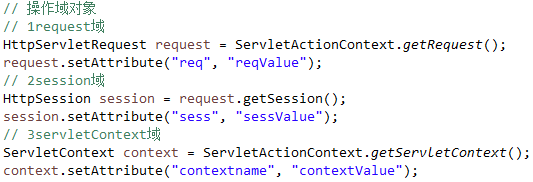 // 操作域对象
// 1request域
HttpServletRequest request = ServletActionContext.getRequest();
request.setAttribute("req", "reqValue");
// 2session域
HttpSession session = request.getSession();
session.setAttribute("sess", "sessValue");
// 3servletContext域
ServletContext context = ServletActionContext.getServletContext();
context.setAttribute("contextname", "contextValue");